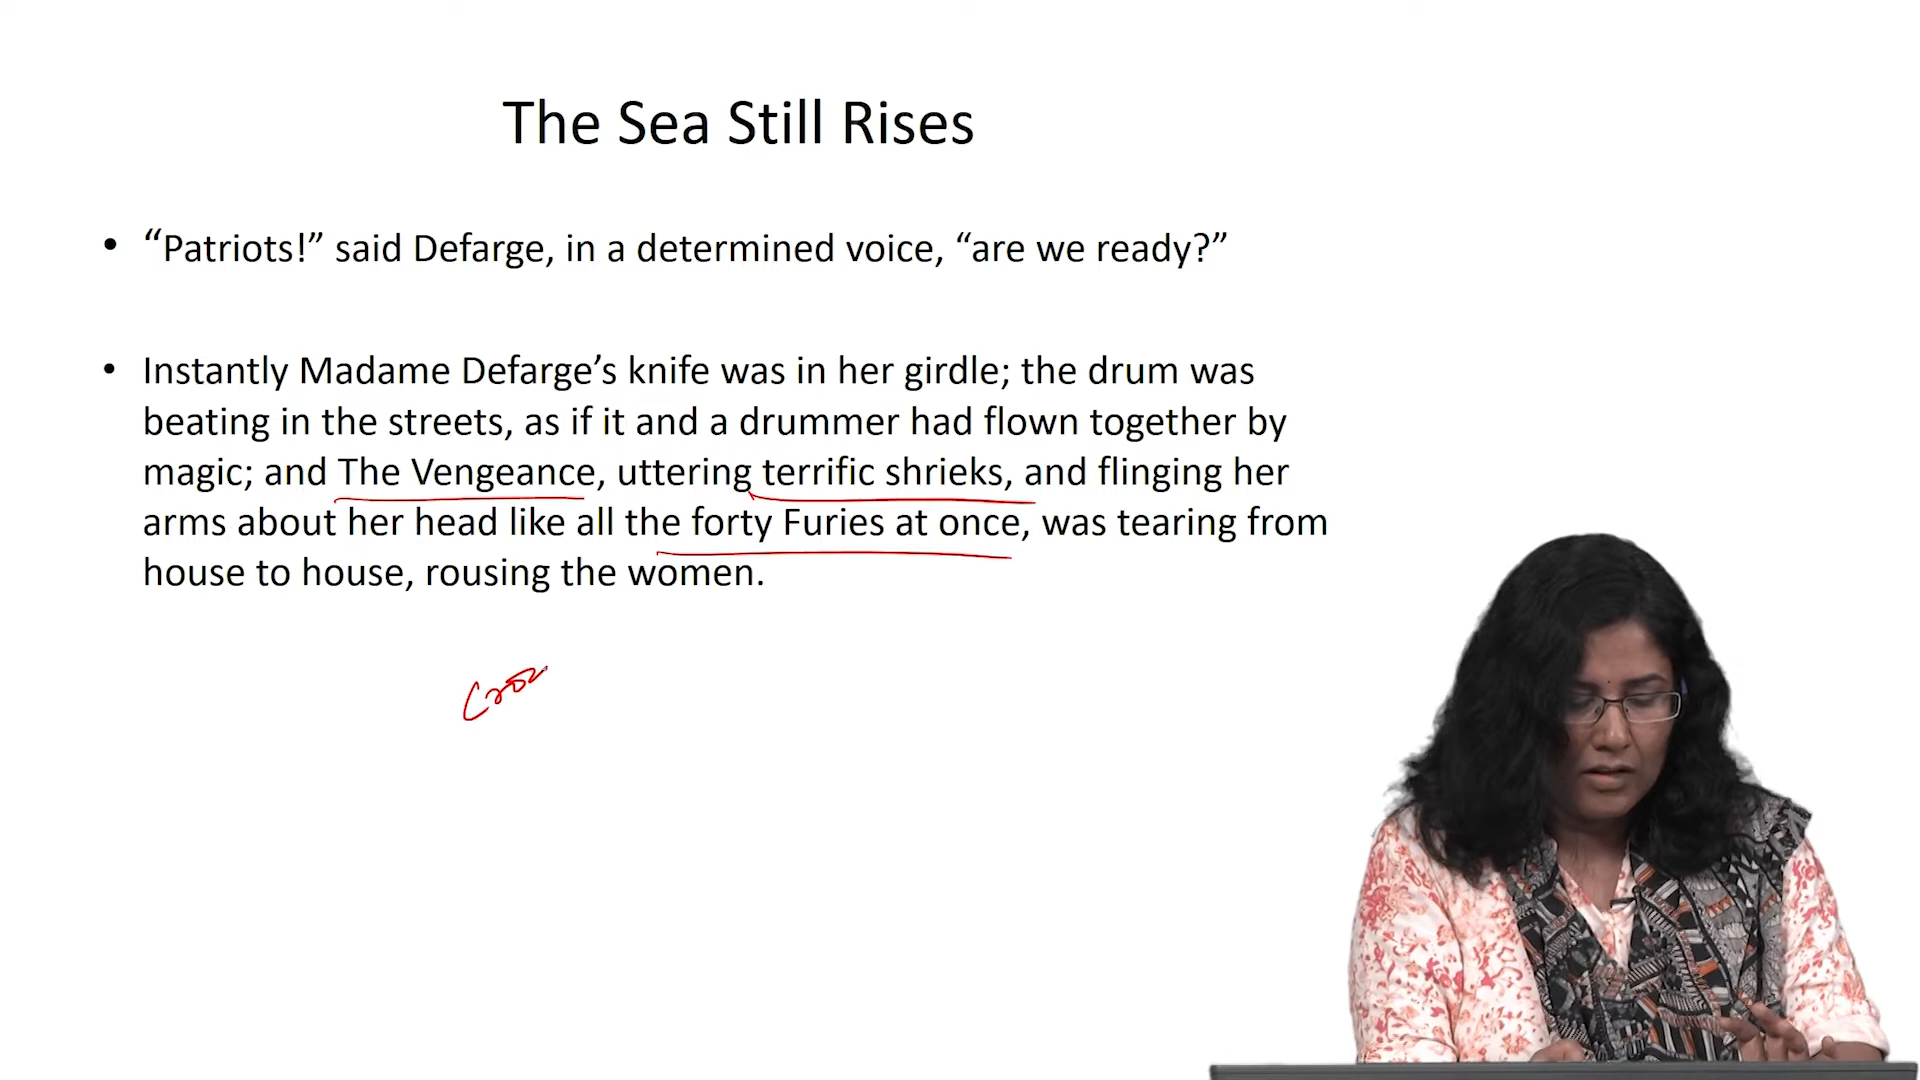 The Sea Still Rises
• “Patriots!” said Defarge, in a determined voice, “are we ready?”
• Instantly Madame Defarge’s knife was in her girdle; the drum was
beating in the streets, as if it and a drummer had flown together by
magic; and The Vengeance, uttering terrific shrieks, and flinging her
arms about her head like all the forty Furies at once, was tearing from
house to house, rousing the women.